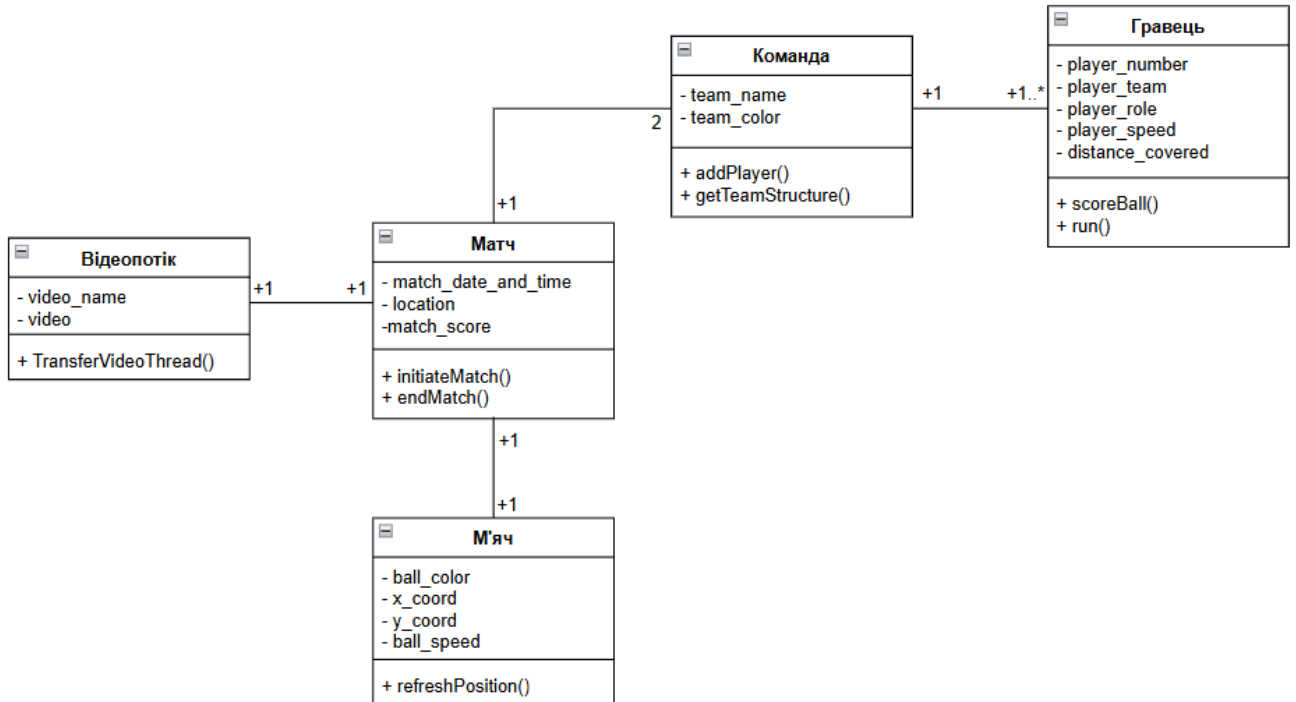 Гравець
- player_number
- player_team
- player_role
- player_speed
- distance_covered
+ scoreBall()
+ run()
Команда
- team_name
- team_color
+ addPlayer()
+ getTeamStructure()
+1
+1..*
2
+1
Матч
- match_date_and_time
- location
-match_score
+ initiateMatch()
+ endMatch()
Відеопотік
- video_name
- video
+ TransferVideoThread()
+1
+1
+1
+1
М'яч
- ball_color
- x_coord
- y_coord
- ball_speed
+ refreshPosition()